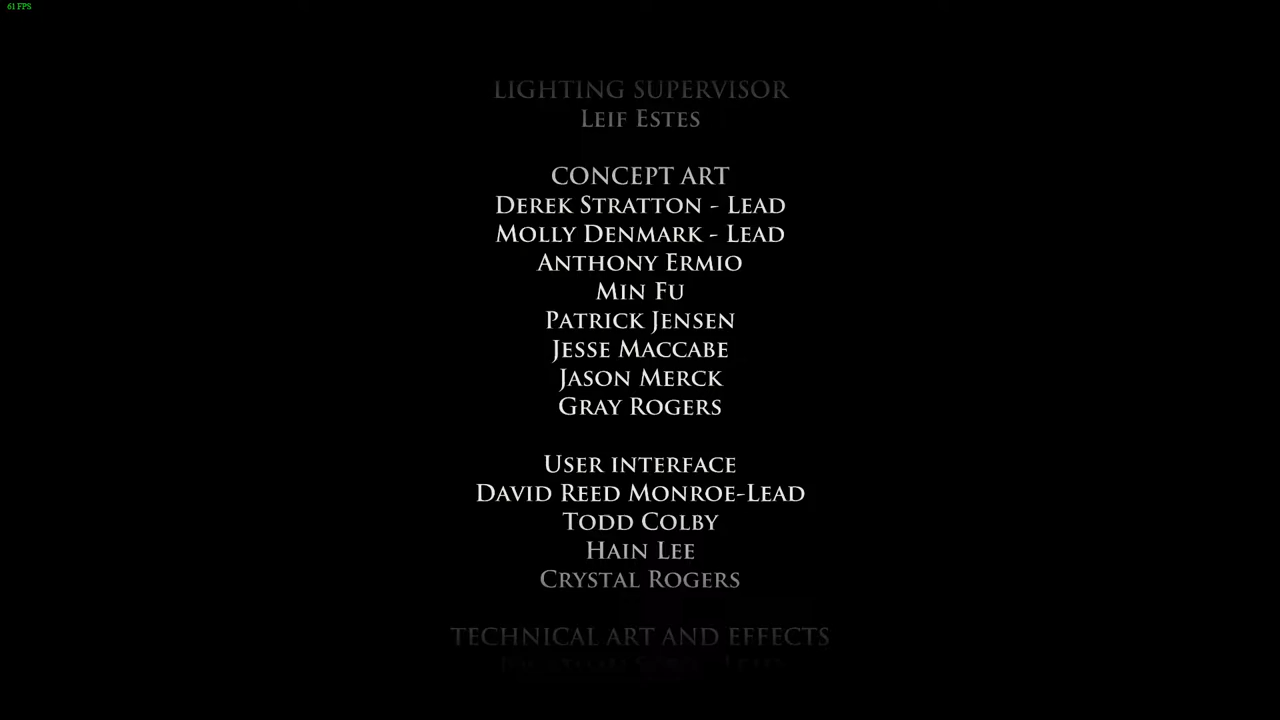 61 FPS
LIGHTING SUPERVISOR
LEIF ESTES
CONCEPT ART
DEREK STRATTON - LEAD
MOLLY DENMARK - LEAD
ANTHONY ERMIO
MIN FU
PATRICK JENSEN
JESSE MACCABE
JASON MERCK
GRAY ROGERS
USER INTERFACE
DAVID REED MONROE-LEAD
TODD COLBY
HAIN LEE
CRYSTAL ROGERS
TECHNICAL ART AND EFFECTS